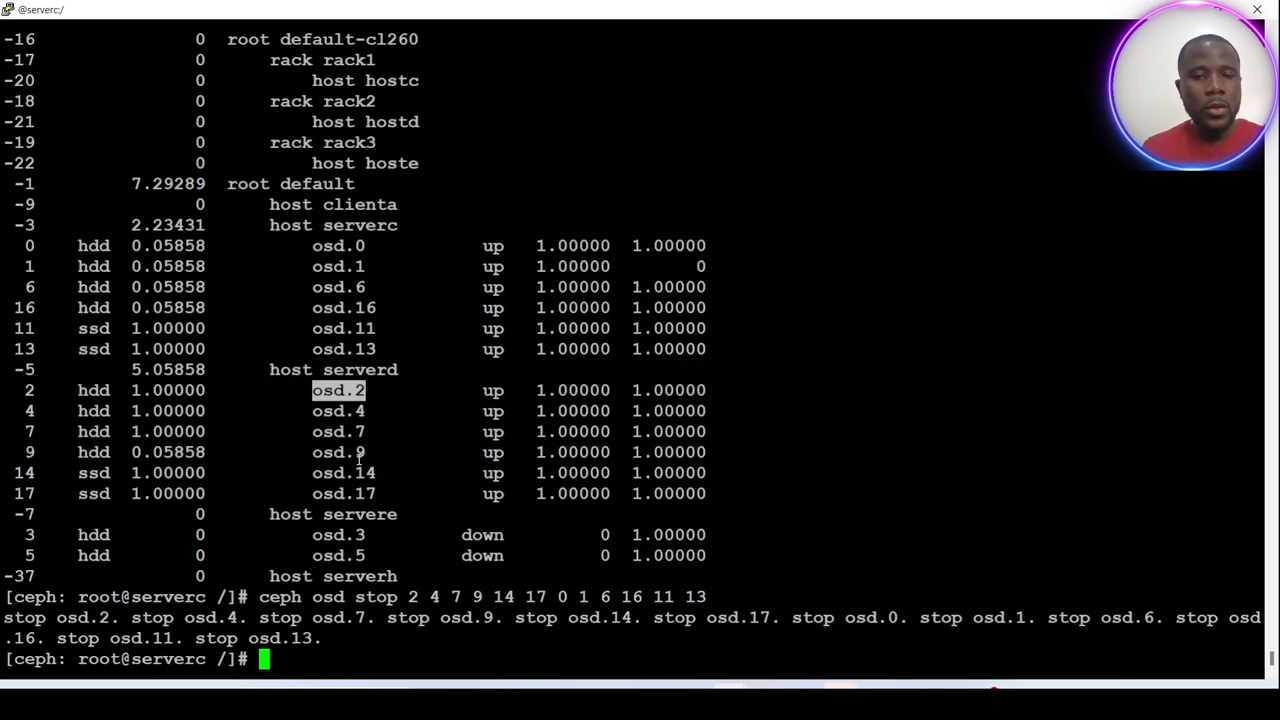 @serverc:/
-16 0 root default-cl260
-17 0 rack rack1
-20 0 host hostc
-18 0 rack rack2
-21 0 host hostd
-19 0 rack rack3
-22 0 host hoste
-1 7.29289 root default
-9 0 host clienta
-3 2.23431 host serverc
0 hdd 0.05858 osd.0 up 1.00000 1.00000
1 hdd 0.05858 osd.1 up 1.00000 0
6 hdd 0.05858 osd.6 up 1.00000 1.00000
16 hdd 0.05858 osd.16 up 1.00000 1.00000
11 ssd 1.00000 osd.11 up 1.00000 1.00000
13 ssd 1.00000 osd.13 up 1.00000 1.00000
-5 5.05858 host serverd
2 hdd 1.00000 osd.2 up 1.00000 1.00000
4 hdd 1.00000 osd.4 up 1.00000 1.00000
7 hdd 1.00000 osd.7 up 1.00000 1.00000
9 hdd 0.05858 osd.9 up 1.00000 1.00000
14 ssd 1.00000 osd.14 up 1.00000 1.00000
17 ssd 1.00000 osd.17 up 1.00000 1.00000
-7 0 host servere
3 hdd 0 osd.3 down 0 1.00000
5 hdd 0 osd.5 down 0 1.00000
-37 0 host serverh
[ceph: root@serverc /]# ceph osd stop 2 4 7 9 14 17 0 1 6 16 11 13
stop osd.2. stop osd.4. stop osd.7. stop osd.9. stop osd.14. stop osd.17. stop osd.0. stop osd.1. stop osd.6. stop osd
.16. stop osd.11. stop osd.13.
[ceph: root@serverc /]#